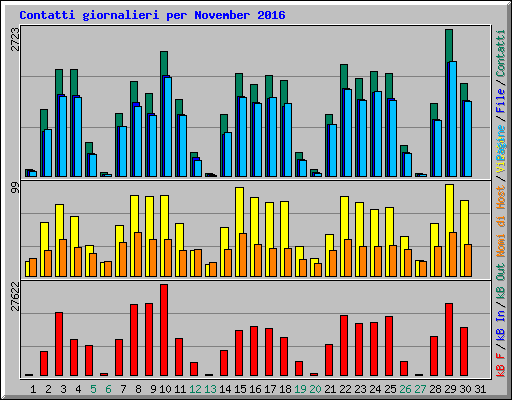 Contatti giornalieri per November 2016
2723
99
27622
kB F / kB In / kB Out Nomi di Host / Pagine / File / Contatti
1 2 3 4 5 6 7 8 9 10 11 12 13 14 15 16 17 18 19 20 21 22 23 24 25 26 27 28 29 30 31